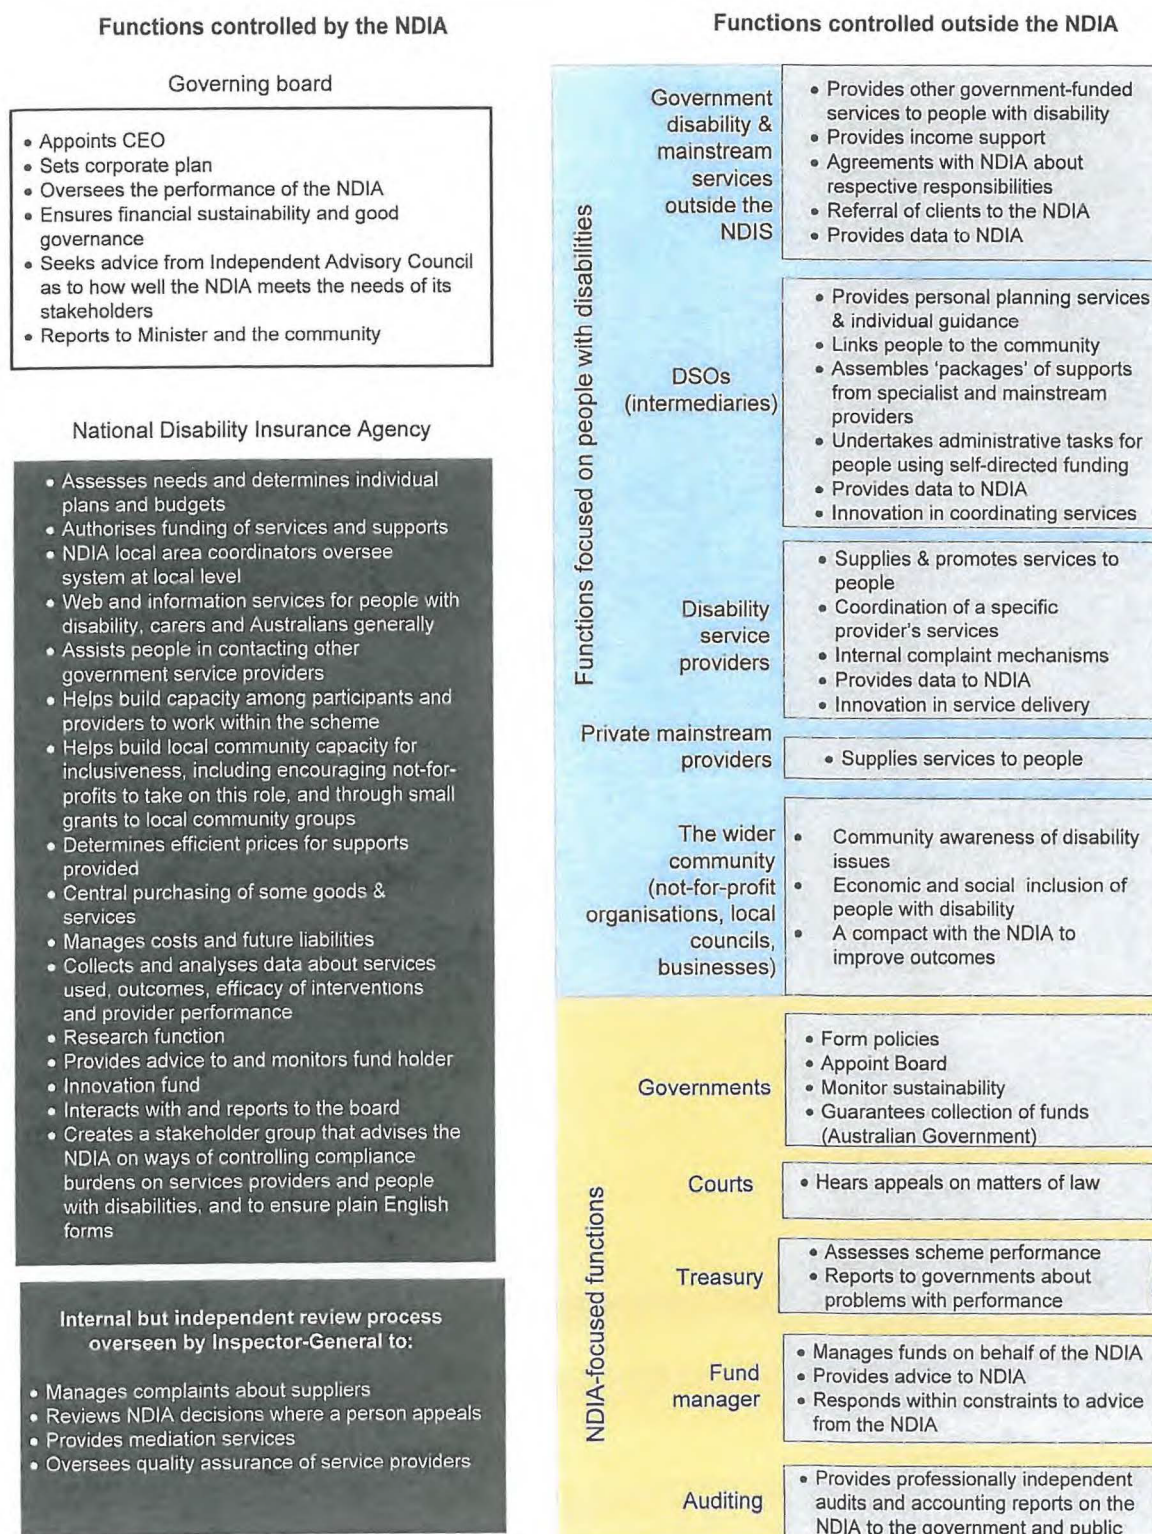 Functions controlled by the NDIA
Governing board
• Appoints CEO
• Sets corporate plan
• Oversees the performance of the NDIA
• Ensures financial sustainability and good
governance
• Seeks advice from Independent Advisory Council
as to how well the NDIA meets the needs of its
stakeholders
• Reports to Minister and the community
National Disability Insurance Agency
• Assesses needs and determines individual
plans and budgets
• Authorises funding of services and supports
• NDIA local area coordinators oversee
system at local level
• Web and information services for people with
disability, carers and Australians generally
• Assists people in contacting other
government service providers
• Helps build capacity among participants and
providers to work within the scheme
• Helps build local community capacity for
inclusiveness, including encouraging not-for-
profits to take on this role, and through small
grants to local community groups
• Determines efficient prices for supports
provided
• Central purchasing of some goods &
services
• Manages costs and future liabilities
• Collects and analyses data about services
used, outcomes, efficacy of interventions
and provider performance
• Research function
• Provides advice to and monitors fund holder
• Innovation fund
• Interacts with and reports to the board
• Creates a stakeholder group that advises the
NDIA on ways of controlling compliance
burdens on services providers and people
with disabilities, and to ensure plain English
forms
Internal but independent review process
overseen by Inspector-General to:
• Manages complaints about suppliers
• Reviews NDIA decisions where a person appeals
• Provides mediation services
• Oversees quality assurance of service providers
Functions controlled outside the NDIA
Functions focused on people with disabilities
Government
disability &
mainstream
services
outside the
NDIS
• Provides other government-funded
services to people with disability
• Provides income support
• Agreements with NDIA about
respective responsibilities
• Referral of clients to the NDIA
• Provides data to NDIA
DSOs
(intermediaries)
• Provides personal planning services
& individual guidance
• Links people to the community
• Assembles 'packages' of supports
from specialist and mainstream
providers
• Undertakes administrative tasks for
people using self-directed funding
• Provides data to NDIA
• Innovation in coordinating services
Disability
service
providers
• Supplies & promotes services to
people
• Coordination of a specific
provider's services
• Internal complaint mechanisms
• Provides data to NDIA
• Innovation in service delivery
Private mainstream
providers
• Supplies services to people
The wider
community
(not-for-profit
organisations, local
councils,
businesses)
• Community awareness of disability
issues
• Economic and social inclusion of
people with disability
• A compact with the NDIA to
improve outcomes
NDIA-focused functions
Governments
• Form policies
• Appoint Board
• Monitor sustainability
• Guarantees collection of funds
(Australian Government)
Courts
• Hears appeals on matters of law
Treasury
• Assesses scheme performance
• Reports to governments about
problems with performance
Fund
manager
• Manages funds on behalf of the NDIA
• Provides advice to NDIA
• Responds within constraints to advice
from the NDIA
Auditing
• Provides professionally independent
audits and accounting reports on the
NDIA to the government and public